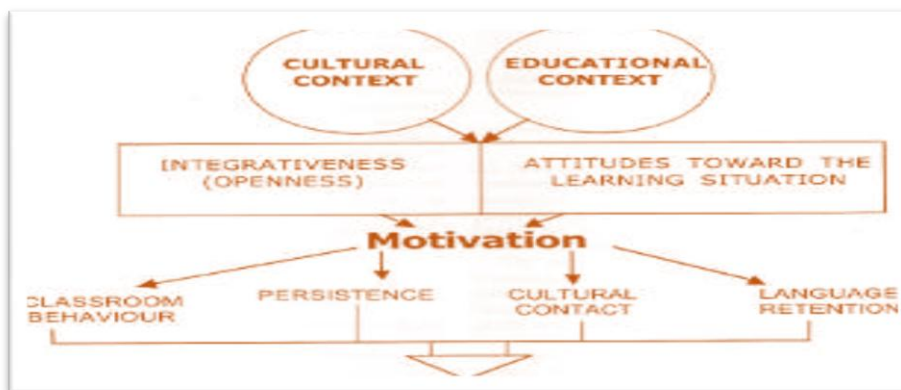 CULTURAL
CONTEXT
EDUCATIONAL
CONTEXT
INTEGRATIVENESS
(OPENNESS)
ATTITUDES TOWARD THE
LEARNING SITUATION
Motivation
CLASSROOM
BEHAVIOUR
PERSISTENCE
CULTURAL
CONTACT
LANGUAGE
RETENTION